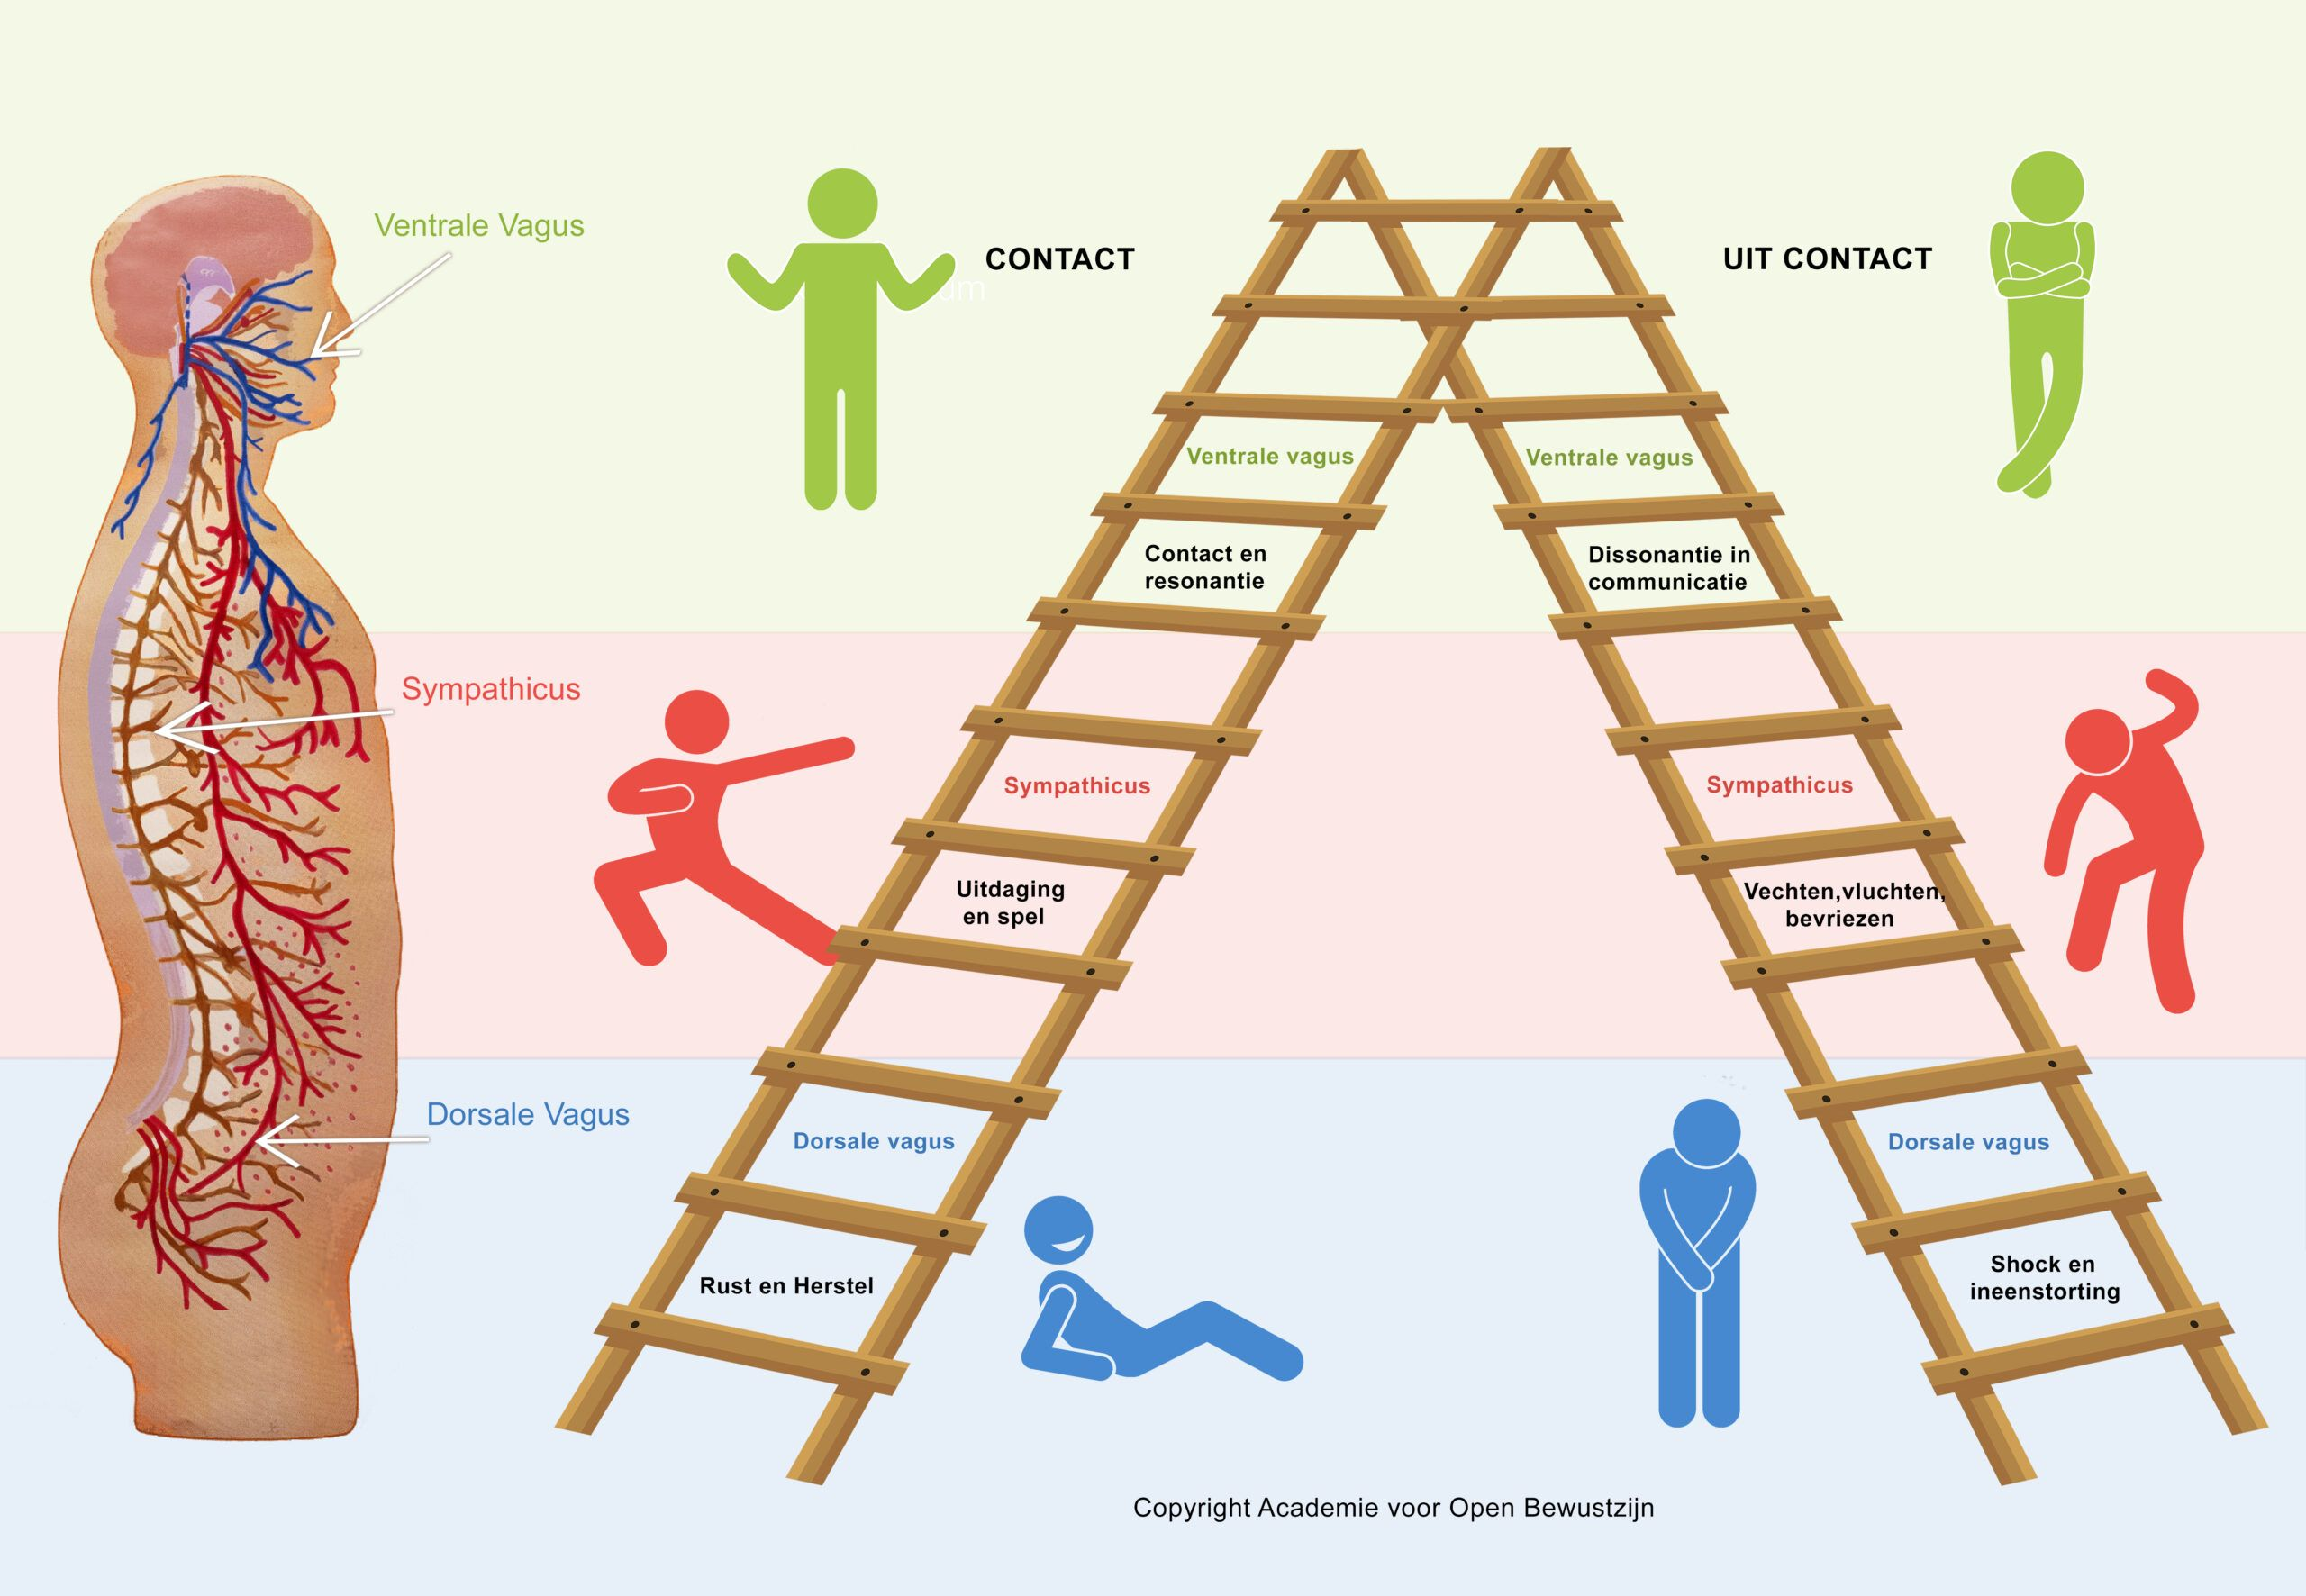 Ventrale Vagus
CONTACT
um
UIT CONTACT
Ventrale vagus
Ventrale vagus
Contact en
resonantie
Dissonantie in
communicatie
Sympathicus
Sympathicus
Sympathicus
Uitdaging
en spel
Vechten,vluchten,
bevriezen
Dorsale Vagus
Dorsale vagus
Dorsale vagus
Rust en Herstel
Shock en
ineenstorting
Copyright Academie voor Open Bewustzijn